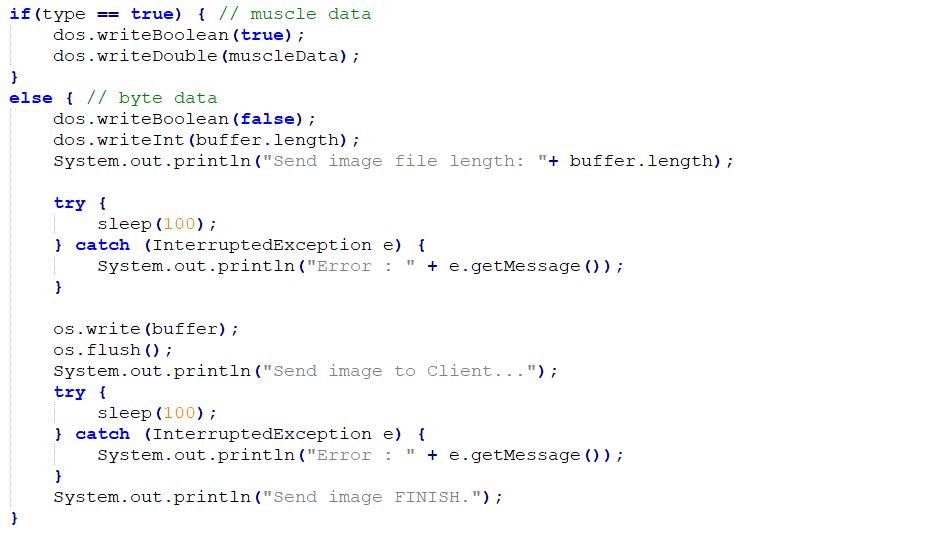 if(type == true) { // muscle data
    dos.writeBoolean(true);
    dos.writeDouble(muscleData);
}
else { // byte data
    dos.writeBoolean(false);
    dos.writeInt(buffer.length);
    System.out.println("Send image file length: "+ buffer.length);

    try {
        sleep(100);
    } catch (InterruptedException e) {
        System.out.println("Error : " + e.getMessage());
    }

    os.write(buffer);
    os.flush();
    System.out.println("Send image to Client...");
    try {
        sleep(100);
    } catch (InterruptedException e) {
        System.out.println("Error : " + e.getMessage());
    }
    System.out.println("Send image FINISH.");
}